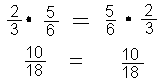 2/3 • 5/6 = 5/6 • 2/3
10/18 = 10/18